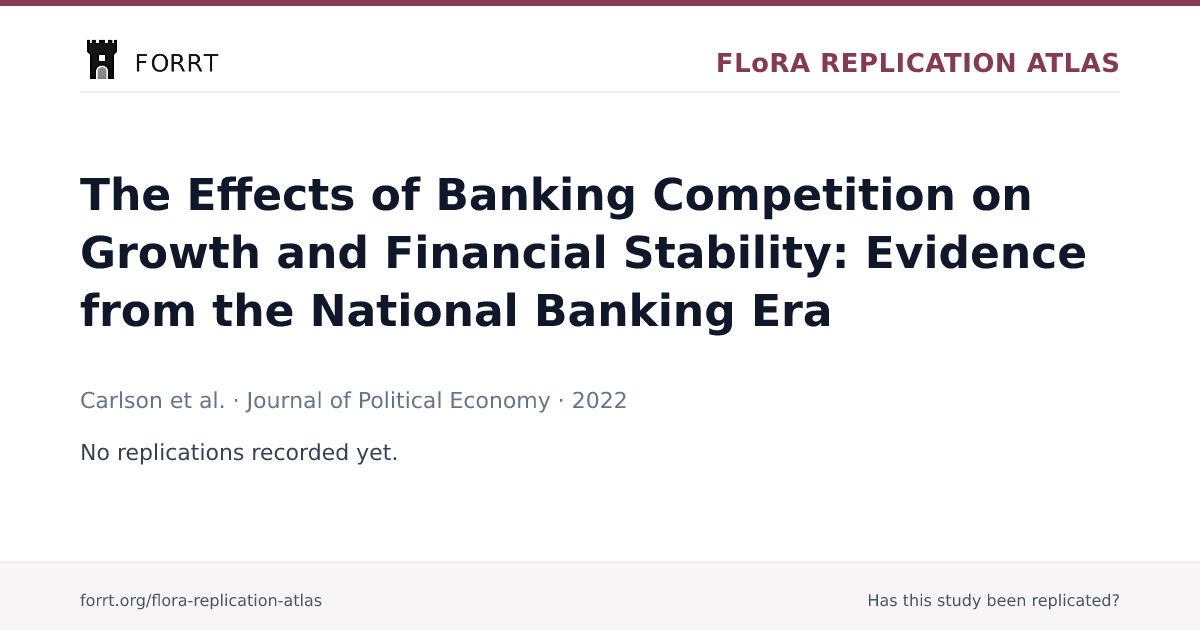 FORRT
FLoRA REPLICATION ATLAS
The Effects of Banking Competition on
Growth and Financial Stability: Evidence
from the National Banking Era
Carlson et al. · Journal of Political Economy · 2022
No replications recorded yet.
forrt.org/flora-replication-atlas
Has this study been replicated?